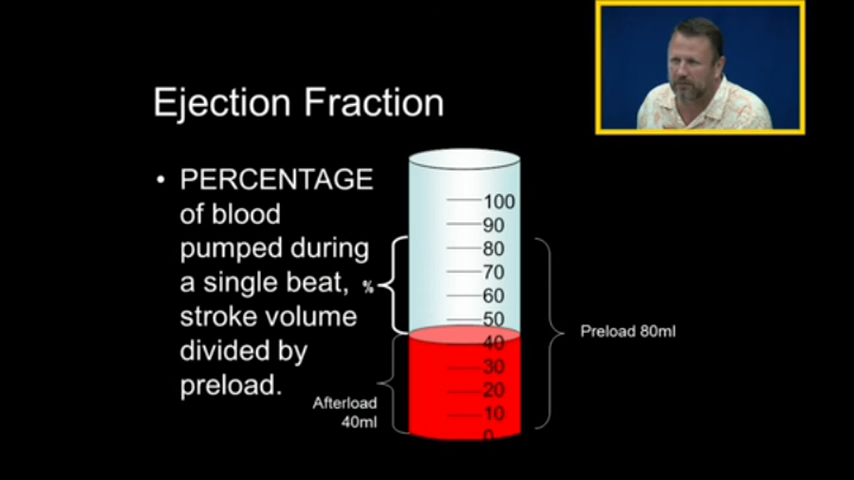 Ejection Fraction
• PERCENTAGE
of blood
pumped during
a single beat,
stroke volume
divided by
preload.
%
100
90
80
70
60
50
40
30
20
10
0
Preload 80ml
Afterload
40ml